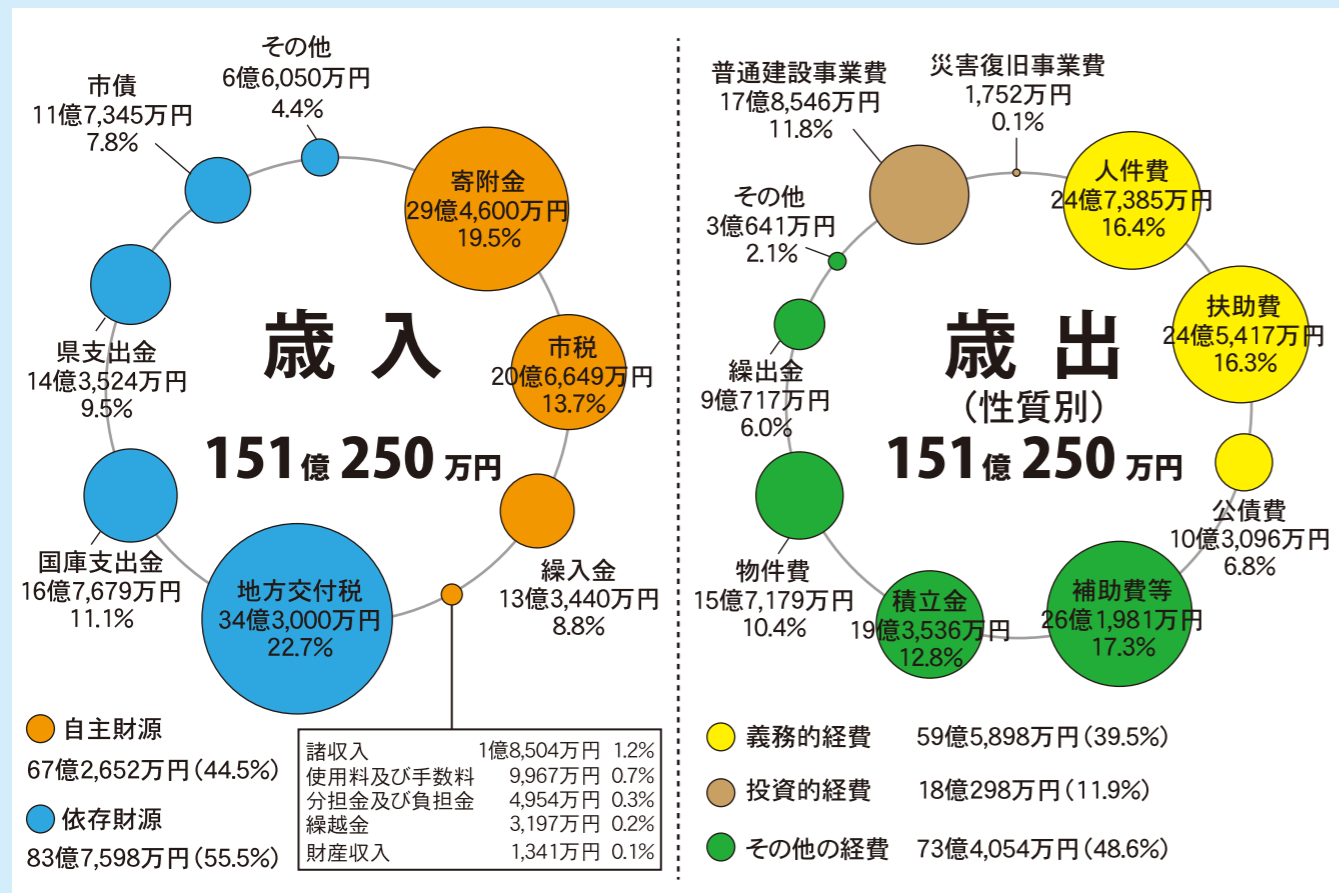 その他
6億6,050万円
4.4%
市債
11億7,345万円
7.8%
寄附金
29億4,600万円
19.5%
県支出金
14億3,524万円
9.5%
歳入
151億250万円
市税
20億6,649万円
13.7%
国庫支出金
16億7,679万円
11.1%
地方交付税
34億3,000万円
22.7%
繰入金
13億3,440万円
8.8%
自主財源
67億2,652万円(44.5%)
依存財源
83億7,598万円(55.5%)
諸収入 1億8,504万円 1.2%
使用料及び手数料 9,967万円 0.7%
分担金及び負担金 4,954万円 0.3%
繰越金 3,197万円 0.2%
財産収入 1,341万円 0.1%
普通建設事業費
17億8,546万円
11.8%
災害復旧事業費
1,752万円
0.1%
人件費
24億7,385万円
16.4%
その他
3億641万円
2.1%
扶助費
24億5,417万円
16.3%
歳出
(性質別)
151億250万円
繰出金
9億717万円
6.0%
公債費
10億3,096万円
6.8%
物件費
15億7,179万円
10.4%
積立金
19億3,536万円
12.8%
補助費等
26億1,981万円
17.3%
義務的経費 59億5,898万円(39.5%)
投資的経費 18億298万円(11.9%)
その他の経費 73億4,054万円(48.6%)